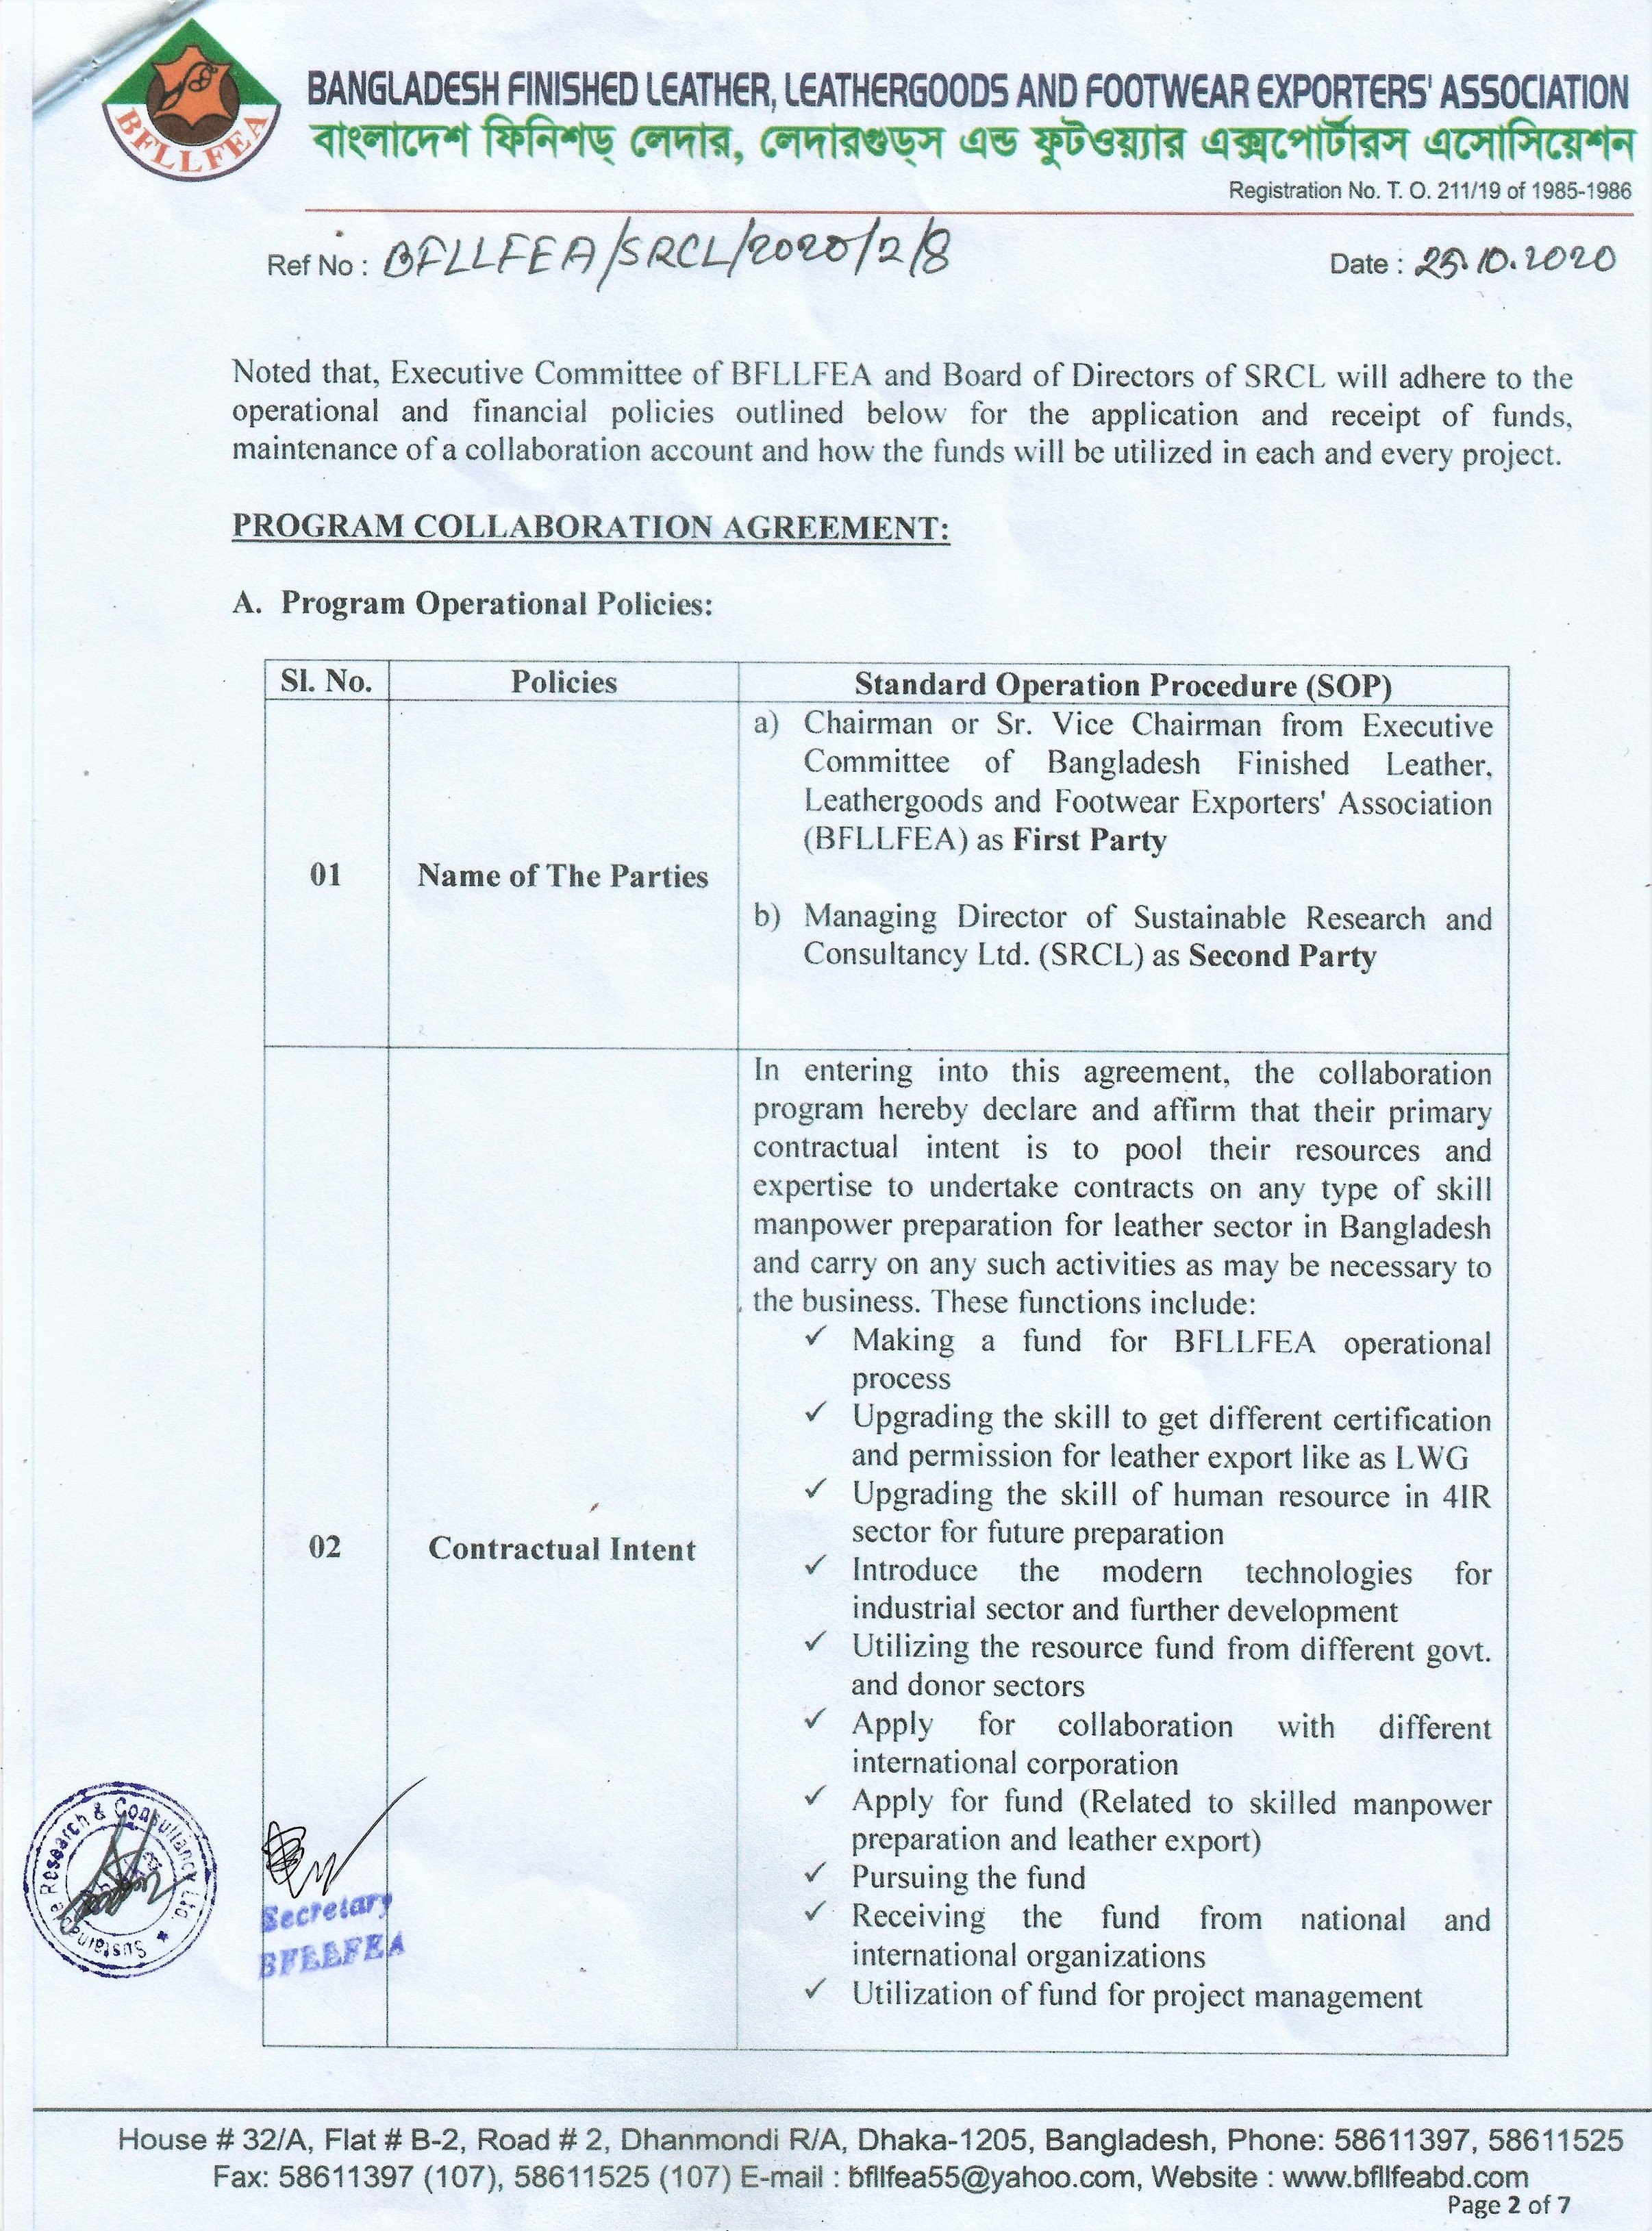 BFLLFEA
BANGLADESH FINISHED LEATHER, LEATHERGOODS AND FOOTWEAR EXPORTERS' ASSOCIATION
বাংলাদেশ ফিনিশড্ লেদার, লেদারগুড্স এন্ড ফুটওয়্যার এক্সপোর্টারস এসোসিয়েশন
Registration No. T. O. 211/19 of 1985-1986
Ref No : BFLLFEA/SRCL/2020/2/8
Date : 25.10.2020
Noted that, Executive Committee of BFLLFEA and Board of Directors of SRCL will adhere to the
operational and financial policies outlined below for the application and receipt of funds,
maintenance of a collaboration account and how the funds will be utilized in each and every project.
PROGRAM COLLABORATION AGREEMENT:
A. Program Operational Policies:
Sl. No. Policies Standard Operation Procedure (SOP)
01
Name of The Parties
a) Chairman or Sr. Vice Chairman from Executive
Committee of Bangladesh Finished Leather,
Leathergoods and Footwear Exporters' Association
(BFLLFEA) as First Party
b) Managing Director of Sustainable Research and
Consultancy Ltd. (SRCL) as Second Party
02
Contractual Intent
In entering into this agreement, the collaboration
program hereby declare and affirm that their primary
contractual intent is to pool their resources and
expertise to undertake contracts on any type of skill
manpower preparation for leather sector in Bangladesh
and carry on any such activities as may be necessary to
the business. These functions include:
✓ Making a fund for BFLLFEA operational
process
✓ Upgrading the skill to get different certification
and permission for leather export like as LWG
✓ Upgrading the skill of human resource in 4IR
sector for future preparation
✓ Introduce the modern technologies for
industrial sector and further development
✓ Utilizing the resource fund from different govt.
and donor sectors
✓ Apply for collaboration with different
international corporation
✓ Apply for fund (Related to skilled manpower
preparation and leather export)
✓ Pursuing the fund
✓ Receiving the fund from national and
international organizations
✓ Utilization of fund for project management
Sustainable Research & Consultancy Ltd. ★
Secretary
BFLLFEA
House # 32/A, Flat # B-2, Road # 2, Dhanmondi R/A, Dhaka-1205, Bangladesh, Phone: 58611397, 58611525
Fax: 58611397 (107), 58611525 (107) E-mail : bfllfea55@yahoo.com, Website : www.bfllfeabd.com
Page 2 of 7